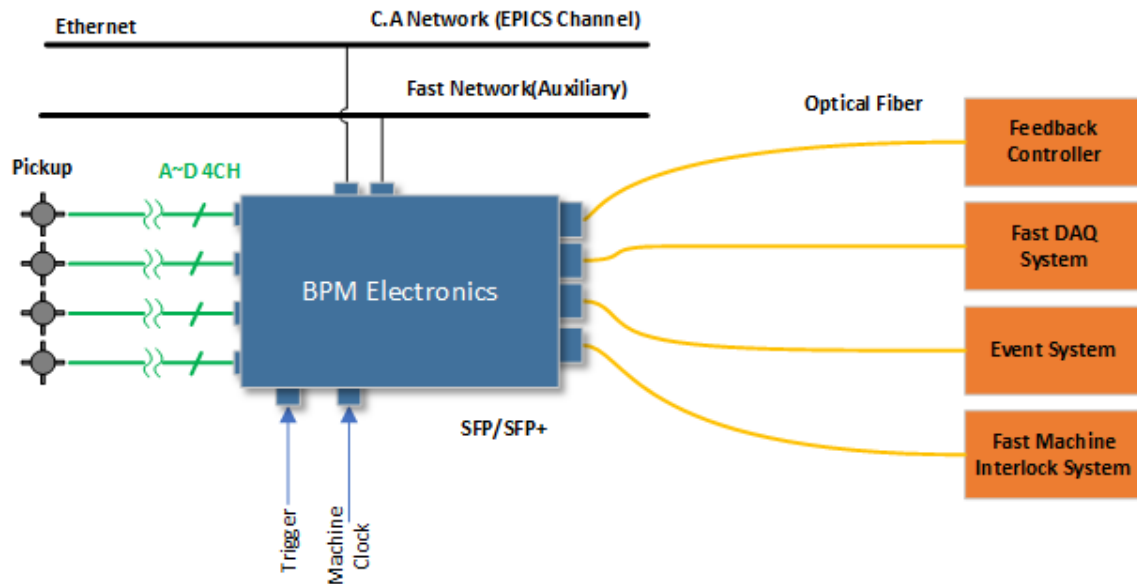 Ethernet
C.A Network (EPICS Channel)
Fast Network(Auxiliary)
Optical Fiber
Pickup
A~D 4CH
BPM Electronics
Feedback
Controller
Fast DAQ
System
Event System
Fast Machine
Interlock System
SFP/SFP+
Trigger
Machine
Clock